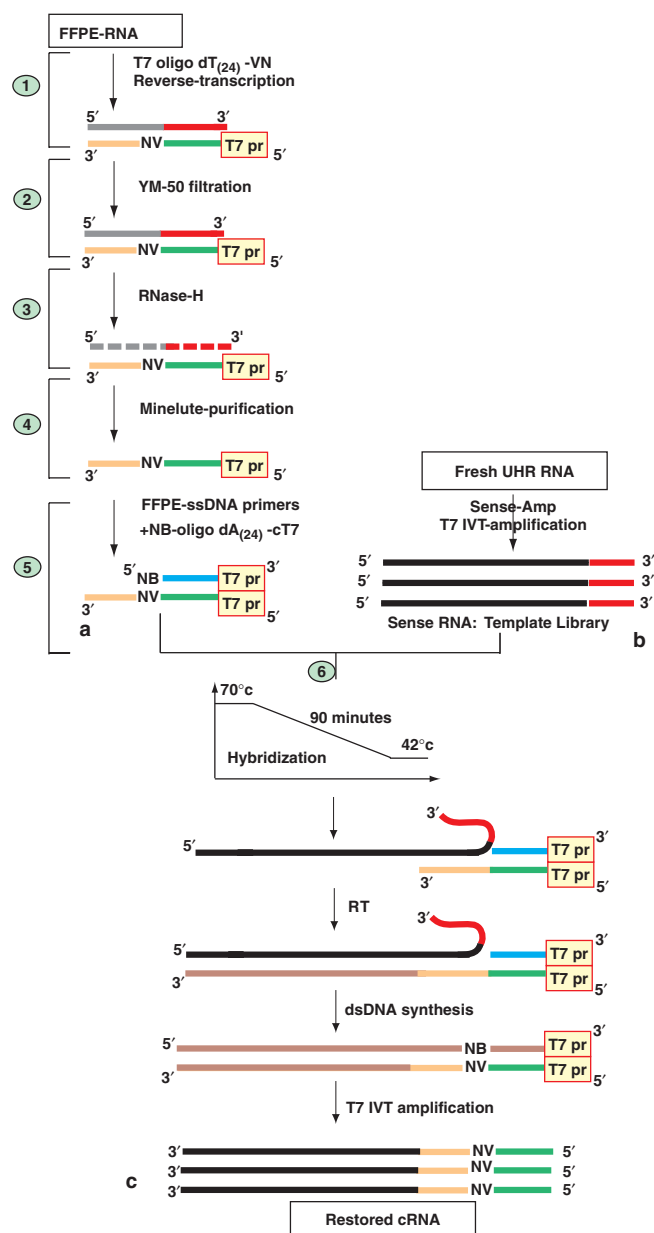 FFPE-RNA
T7 oligo dT(24) -VN
Reverse-transcription
1
5′ 3′
NV T7 pr
3′ 5′
2
YM-50 filtration
5′ 3′
NV T7 pr
3′ 5′
3
RNase-H
5′ 3'
NV T7 pr
3′ 5′
4
Minelute-purification
NV T7 pr
3′ 5′
5
FFPE-ssDNA primers
+NB-oligo dA(24) -cT7
5′ 3′
NB T7 pr
NV T7 pr
3′ 5′
a
Fresh UHR RNA
Sense-Amp
T7 IVT-amplification
5′ 3′
5′ 3′
5′ 3′
Sense RNA: Template Library
b
6
70°c
90 minutes
42°c
Hybridization
3′
5′ 3′
T7 pr
T7 pr
3′ 5′
RT
3′
5′ 3′
T7 pr
T7 pr
3′ 5′
dsDNA synthesis
5′ 3′
NB T7 pr
NV T7 pr
3′ 5′
T7 IVT amplification
3′ NV 5′
3′ NV 5′
3′ NV 5′
c
Restored cRNA